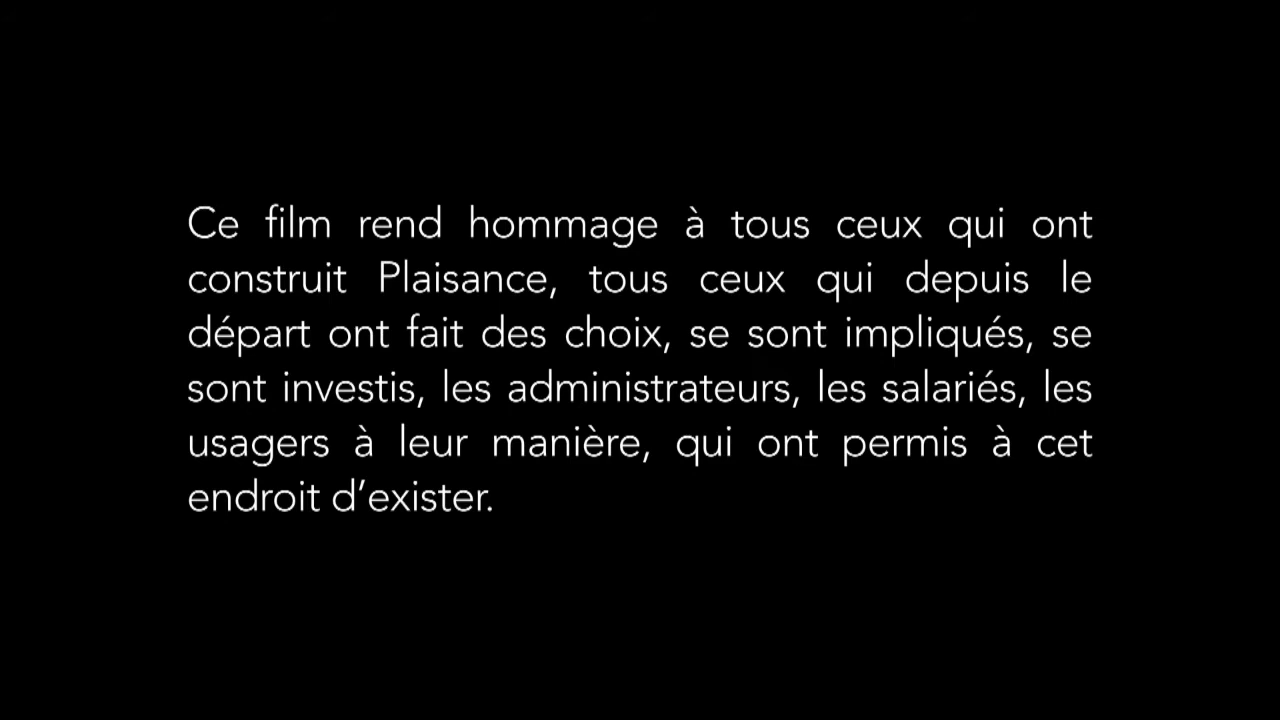 Ce film rend hommage à tous ceux qui ont
construit Plaisance, tous ceux qui depuis le
départ ont fait des choix, se sont impliqués, se
sont investis, les administrateurs, les salariés, les
usagers à leur manière, qui ont permis à cet
endroit d’exister.